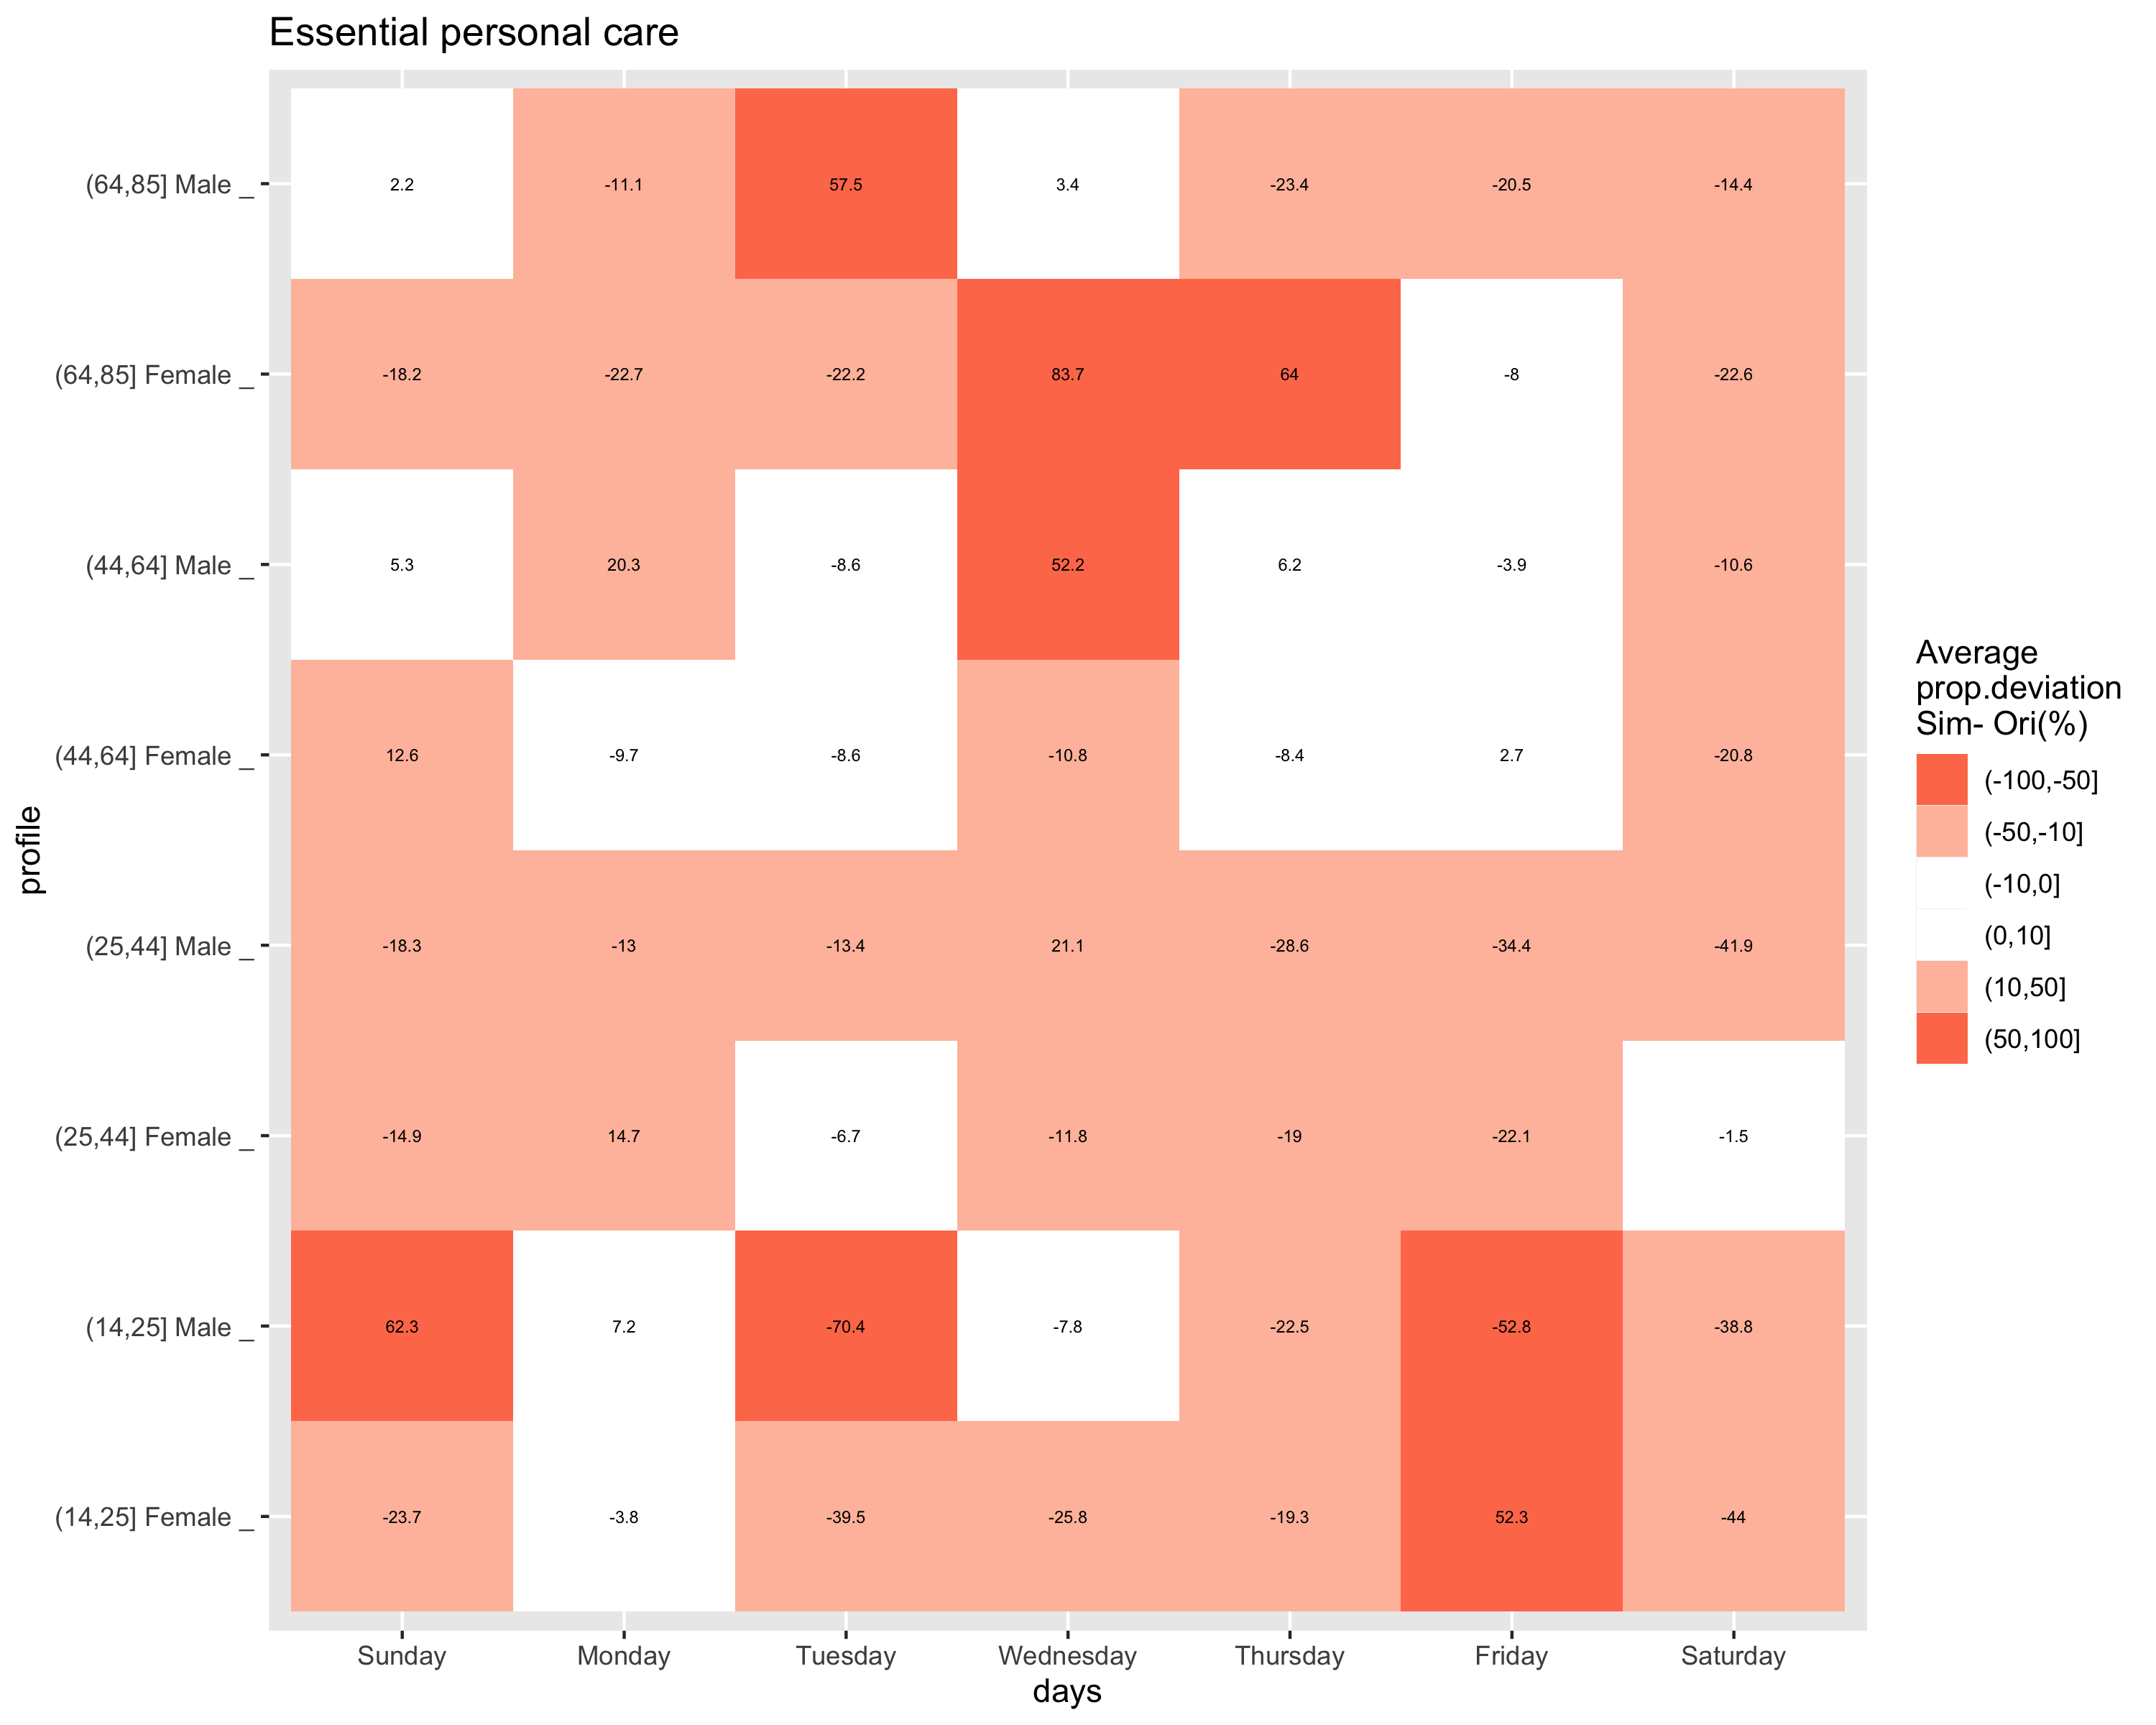 Essential personal care
profile
(64,85] Male _ 2.2 -11.1 57.5 3.4 -23.4 -20.5 -14.4
(64,85] Female _ -18.2 -22.7 -22.2 83.7 64 -8 -22.6
(44,64] Male _ 5.3 20.3 -8.6 52.2 6.2 -3.9 -10.6
(44,64] Female _ 12.6 -9.7 -8.6 -10.8 -8.4 2.7 -20.8
(25,44] Male _ -18.3 -13 -13.4 21.1 -28.6 -34.4 -41.9
(25,44] Female _ -14.9 14.7 -6.7 -11.8 -19 -22.1 -1.5
(14,25] Male _ 62.3 7.2 -70.4 -7.8 -22.5 -52.8 -38.8
(14,25] Female _ -23.7 -3.8 -39.5 -25.8 -19.3 52.3 -44
Sunday Monday Tuesday Wednesday Thursday Friday Saturday
days
Average
prop.deviation
Sim- Ori(%)
(-100,-50]
(-50,-10]
(-10,0]
(0,10]
(10,50]
(50,100]